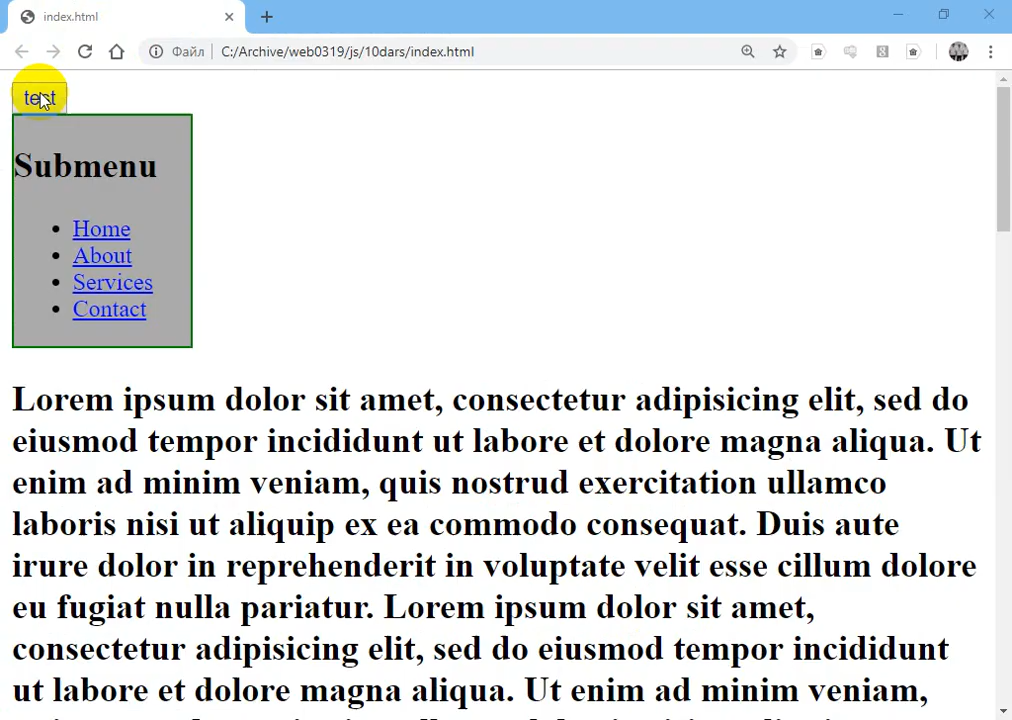 index.html
Файл C:/Archive/web0319/js/10dars/index.html
test
Submenu
Home
About
Services
Contact
Lorem ipsum dolor sit amet, consectetur adipisicing elit, sed do
eiusmod tempor incididunt ut labore et dolore magna aliqua. Ut
enim ad minim veniam, quis nostrud exercitation ullamco
laboris nisi ut aliquip ex ea commodo consequat. Duis aute
irure dolor in reprehenderit in voluptate velit esse cillum dolore
eu fugiat nulla pariatur. Lorem ipsum dolor sit amet,
consectetur adipisicing elit, sed do eiusmod tempor incididunt
ut labore et dolore magna aliqua. Ut enim ad minim veniam,